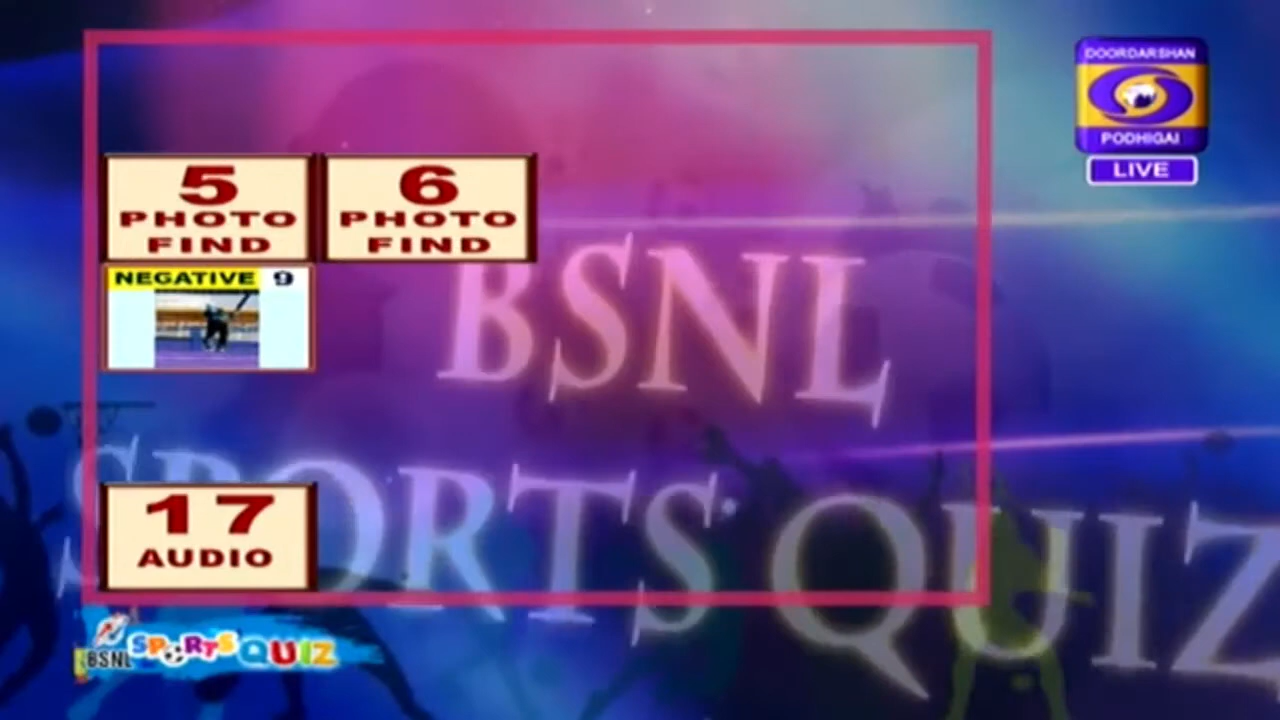 DOORDARSHAN
PODHIGAI
LIVE
5
PHOTO
FIND
6
PHOTO
FIND
NEGATIVE 9
BSNL
SPORTS QUIZ
17
AUDIO
BSNL SPORTS QUIZ